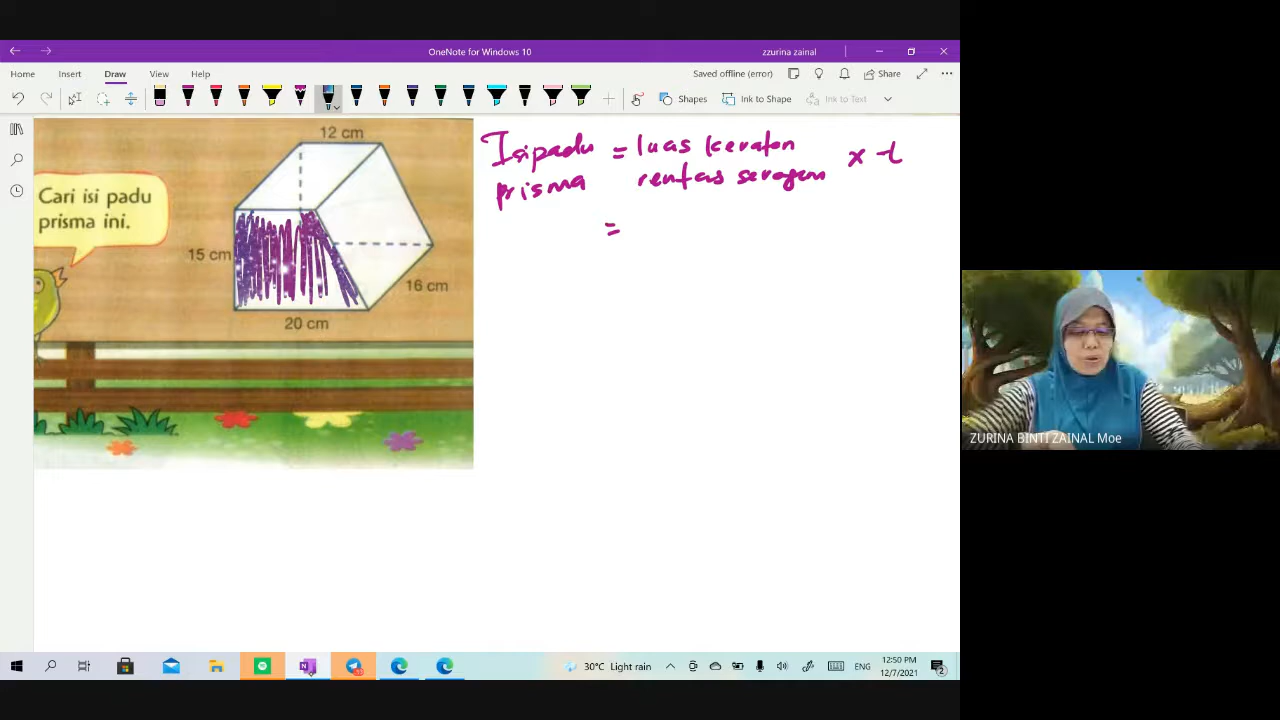 OneNote for Windows 10
zzurina zainal
Home Insert Draw View Help
Saved offline (error)
Share
Shapes
Ink to Shape
Ink to Text
12 cm
Cari isi padu
prisma ini.
15 cm
16 cm
20 cm
Isipadu = luas keratan x t
prisma rentas seragam
=
ZURINA BINTI ZAINAL Moe
30°C Light rain
ENG
12:50 PM
12/7/2021
2